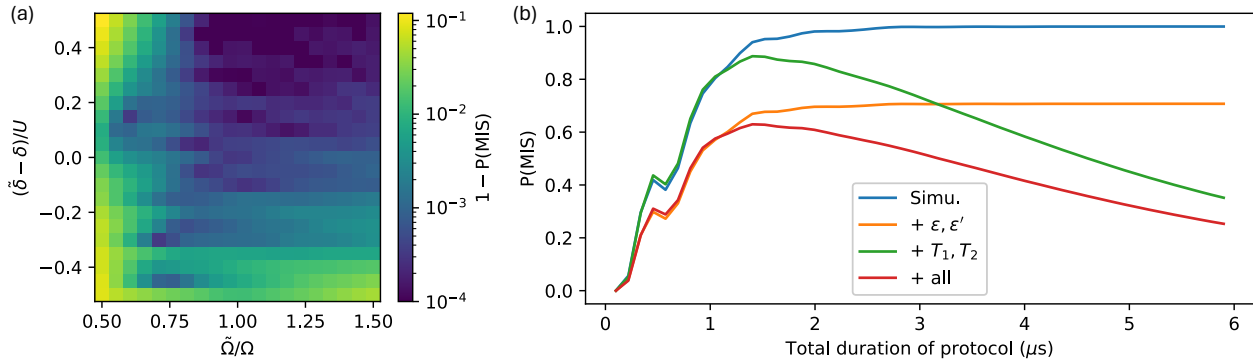 (a)
(δ̃ − δ)/U
0.4
0.2
0.0
−0.2
−0.4
0.50
0.75
1.00
1.25
1.50
Ω̃/Ω
10⁻¹
10⁻²
10⁻³
10⁻⁴
1 − P(MIS)
(b)
P(MIS)
1.0
0.8
0.6
0.4
0.2
0.0
Simu.
+ ε, ε′
+ T₁, T₂
+ all
0
1
2
3
4
5
6
Total duration of protocol (μs)